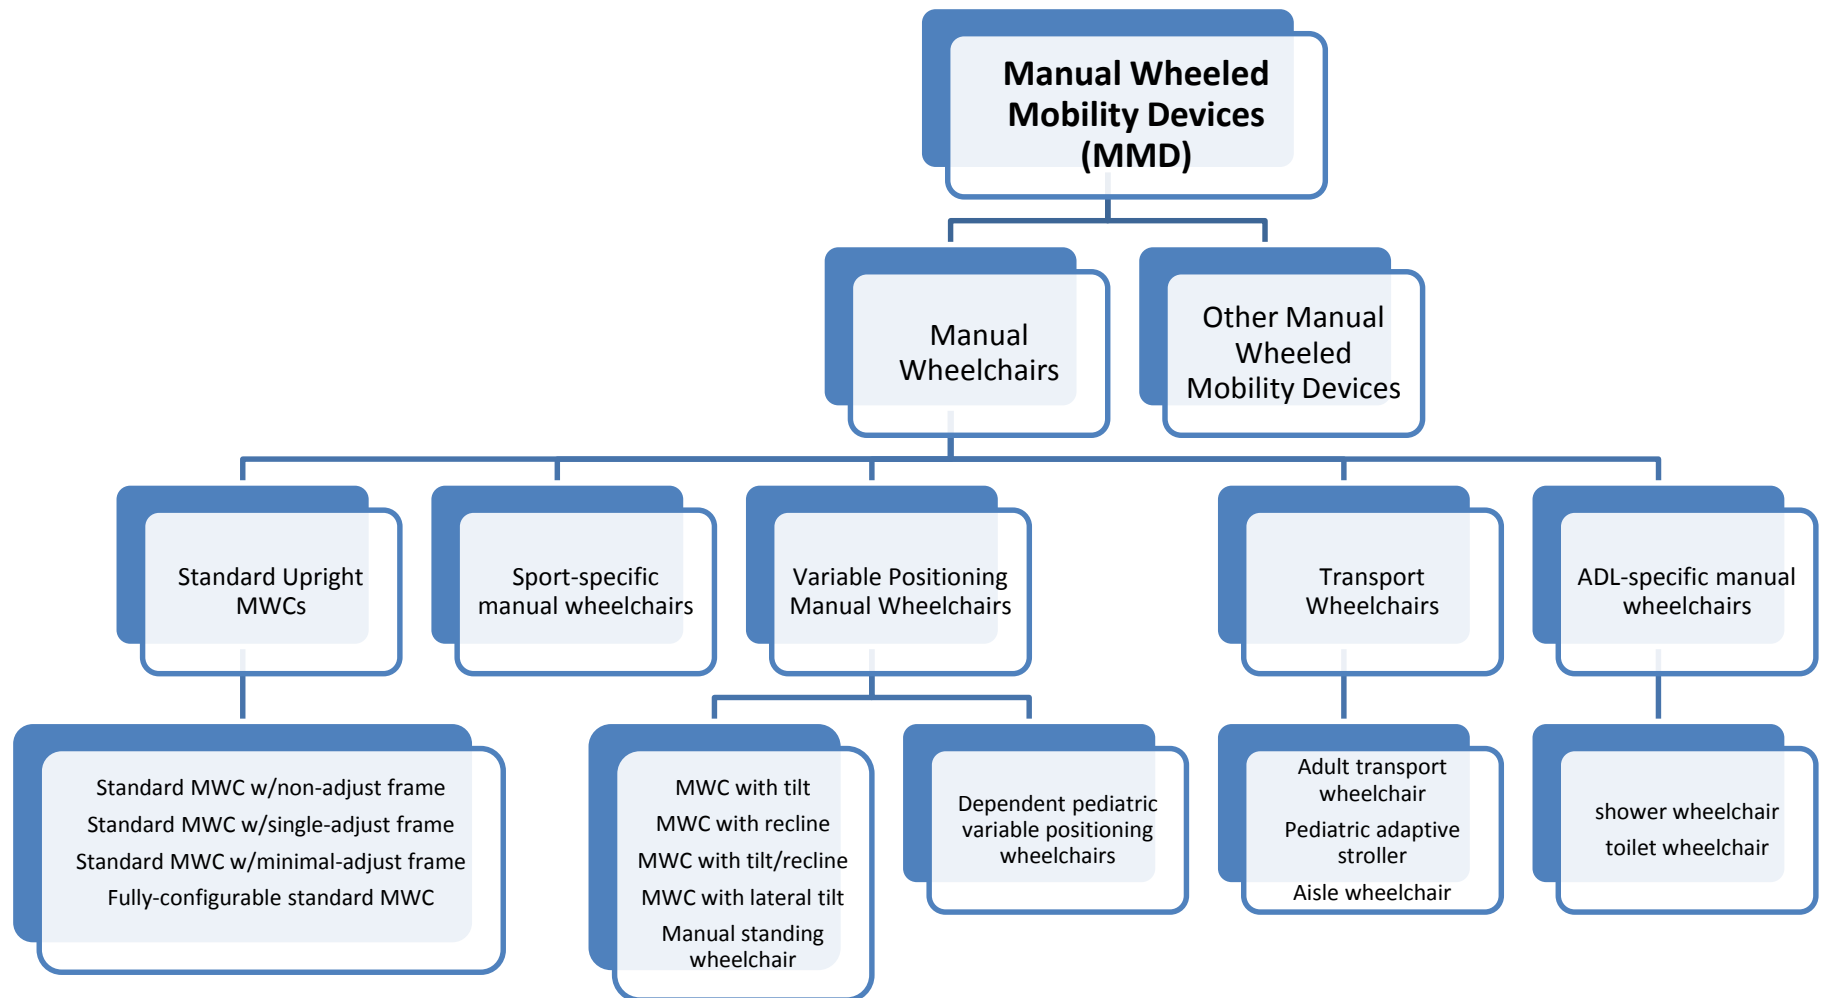 Manual Wheeled
Mobility Devices
(MMD)
Manual
Wheelchairs
Other Manual
Wheeled
Mobility Devices
Standard Upright
MWCs
Sport-specific
manual wheelchairs
Variable Positioning
Manual Wheelchairs
Transport
Wheelchairs
ADL-specific manual
wheelchairs
Standard MWC w/non-adjust frame
Standard MWC w/single-adjust frame
Standard MWC w/minimal-adjust frame
Fully-configurable standard MWC
MWC with tilt
MWC with recline
MWC with tilt/recline
MWC with lateral tilt
Manual standing
wheelchair
Dependent pediatric
variable positioning
wheelchairs
Adult transport
wheelchair
Pediatric adaptive
stroller
Aisle wheelchair
shower wheelchair
toilet wheelchair